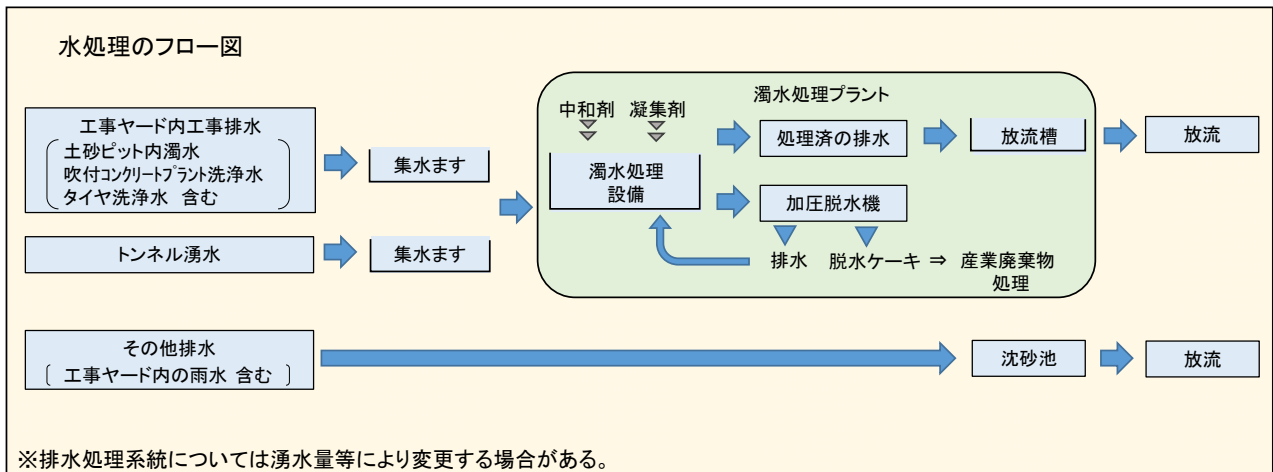 水処理のフロー図
工事ヤード内工事排水
土砂ピット内濁水
吹付コンクリートプラント洗浄水
タイヤ洗浄水 含む
集水ます
トンネル湧水
集水ます
濁水処理プラント
中和剤
凝集剤
濁水処理
設備
処理済の排水
放流槽
放流
加圧脱水機
排水
脱水ケーキ ⇒ 産業廃棄物
処理
その他排水
〔 工事ヤード内の雨水 含む 〕
沈砂池
放流
※排水処理系統については湧水量等により変更する場合がある。